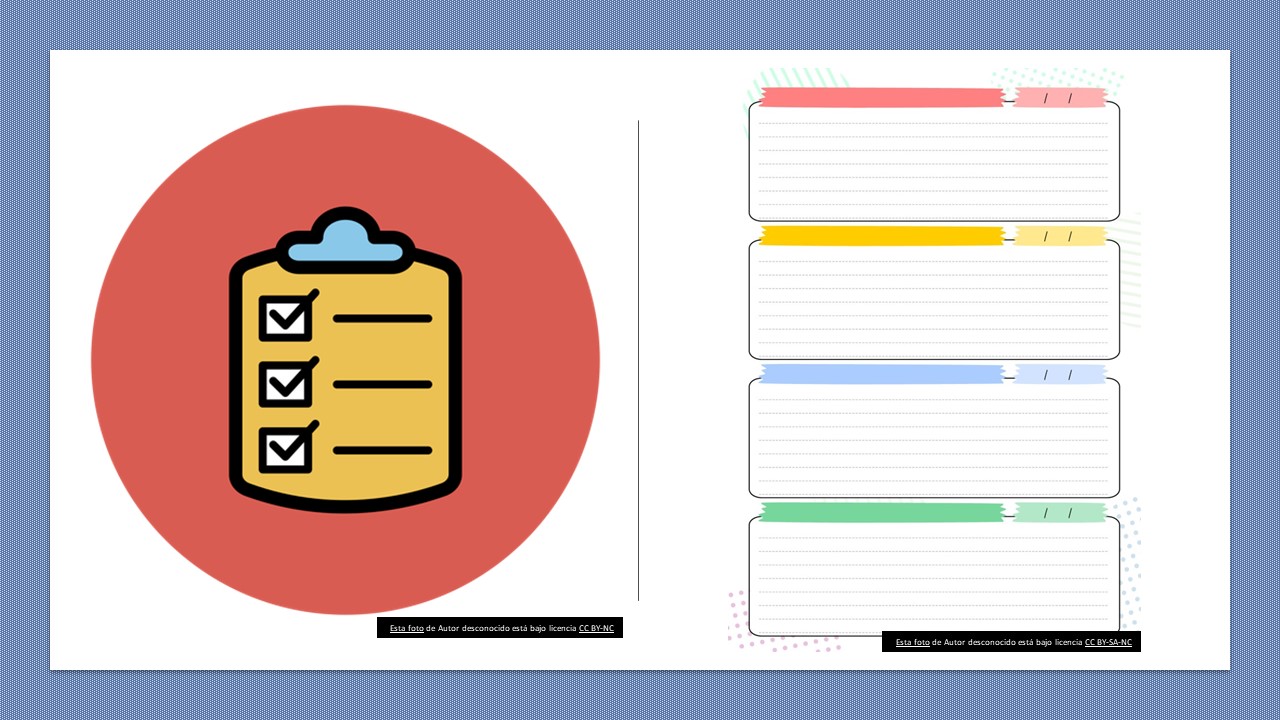 / /
/ /
/ /
/ /
Esta foto de Autor desconocido está bajo licencia CC BY-NC
Esta foto de Autor desconocido está bajo licencia CC BY-SA-NC